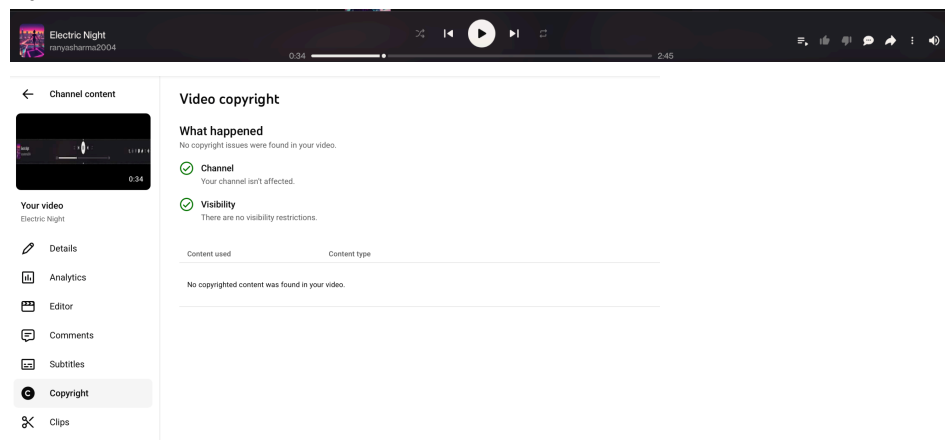 Electric Night
ranyasharma2004
0:34
2:45
Channel content
0:34
Your video
Electric Night
Details
Analytics
Editor
Comments
Subtitles
Copyright
Clips
Video copyright
What happened
No copyright issues were found in your video.
Channel
Your channel isn't affected.
Visibility
There are no visibility restrictions.
Content used Content type
No copyrighted content was found in your video.